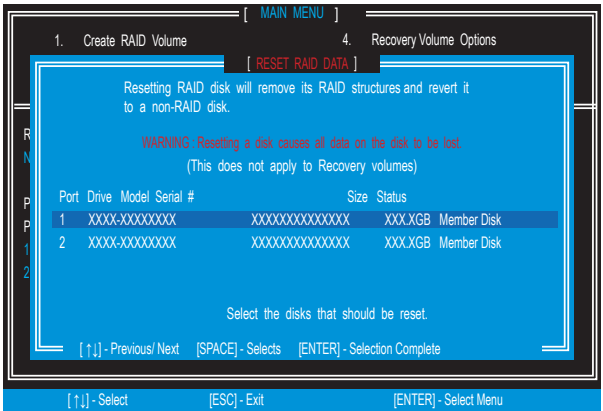 [ MAIN MENU ]
1. Create RAID Volume 4. Recovery Volume Options
[ RESET RAID DATA ]
Resetting RAID disk will remove its RAID structures and revert it
to a non-RAID disk.
WARNING : Resetting a disk causes all data on the disk to be lost.
(This does not apply to Recovery volumes)
R
N
P
P
1
2
Port Drive Model Serial # Size Status
1 XXXX-XXXXXXXX XXXXXXXXXXXXXX XXX.XGB Member Disk
2 XXXX-XXXXXXXX XXXXXXXXXXXXXX XXX.XGB Member Disk
Select the disks that should be reset.
[ ↑↓] - Previous/ Next [SPACE] - Selects [ENTER] - Selection Complete
[ ↑↓] - Select [ESC] - Exit [ENTER] - Select Menu